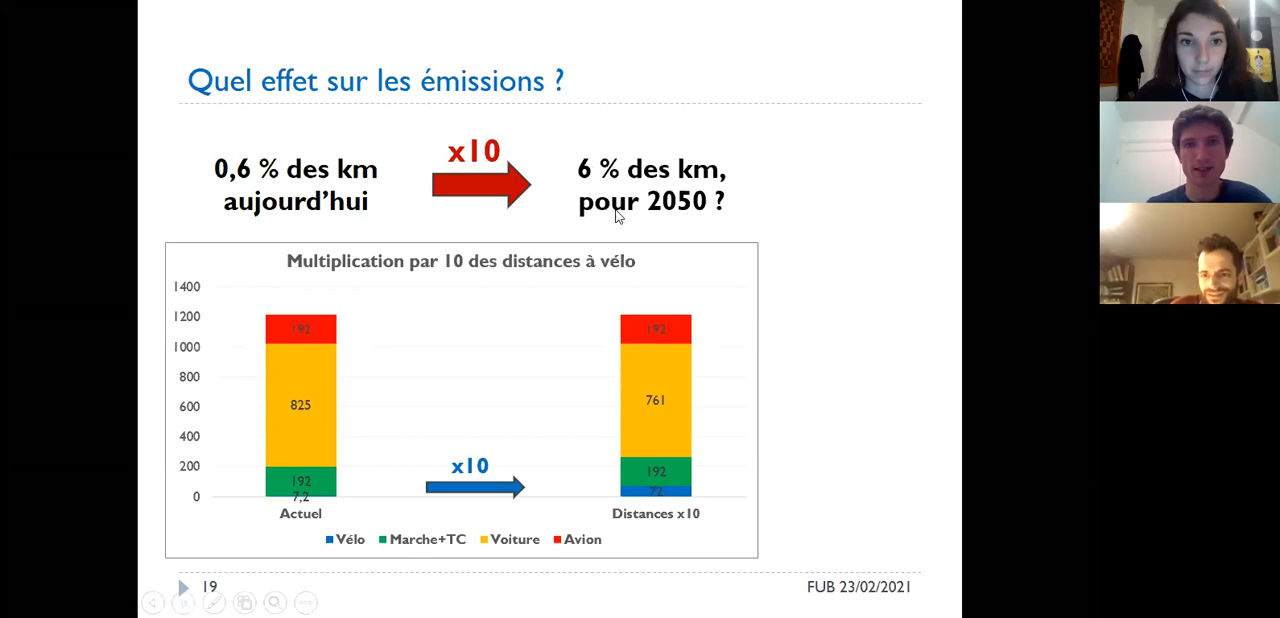 Quel effet sur les émissions ?
0,6 % des km
aujourd’hui
x10
6 % des km,
pour 2050 ?
Multiplication par 10 des distances à vélo
1400
1200
1000
800
600
400
200
0
192
825
192
7,2
x10
192
761
192
72
Actuel
Distances x10
Vélo
Marche+TC
Voiture
Avion
19
FUB 23/02/2021